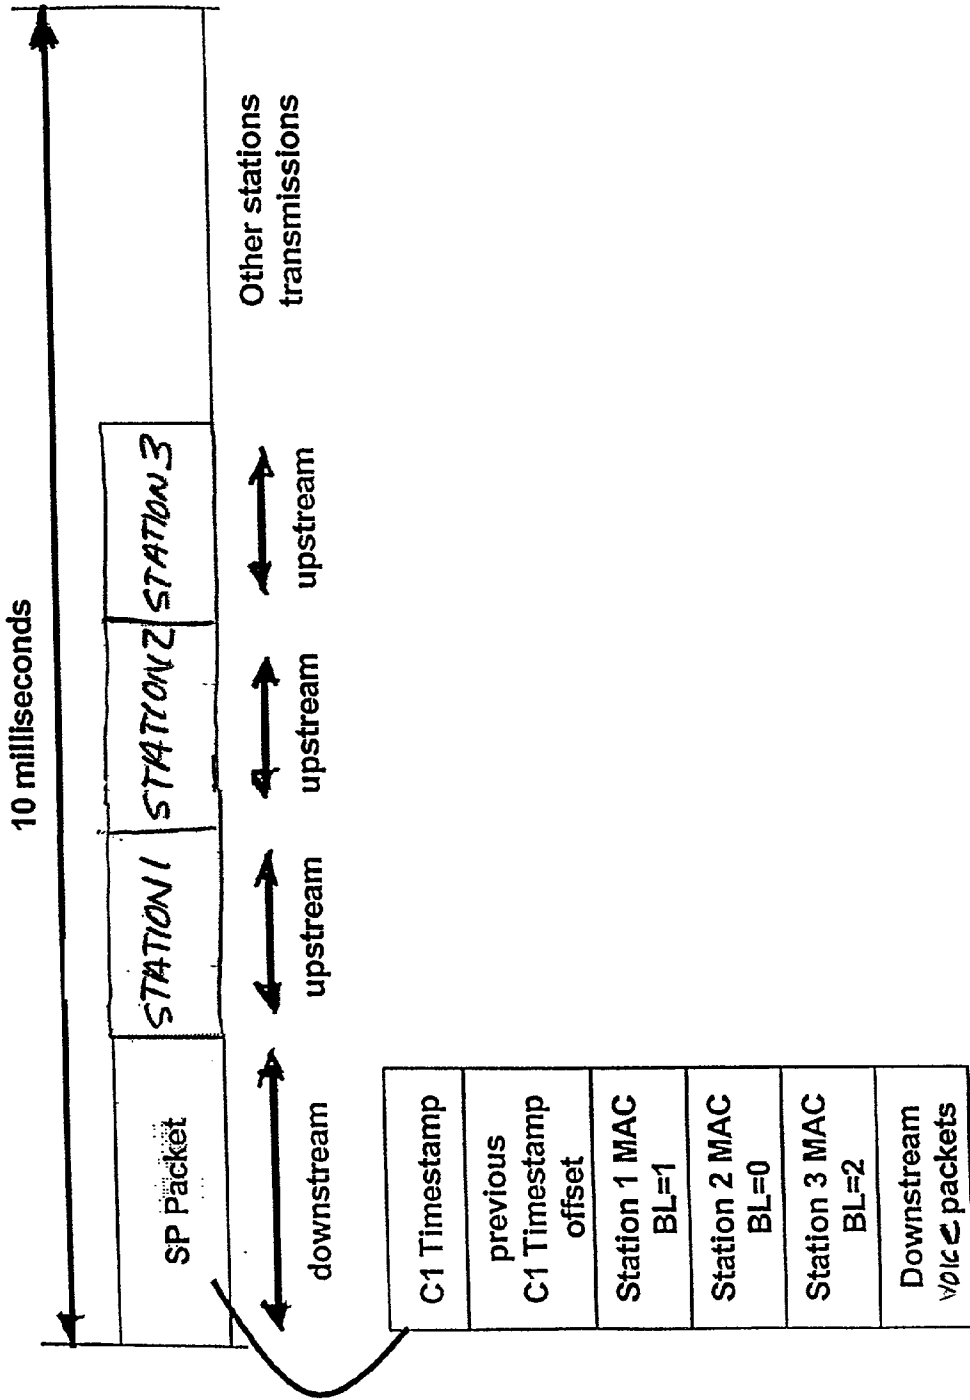 10 milliseconds
SP Packet
STATION 1
STATION 2
STATION 3
downstream
upstream
upstream
upstream
Other stations
transmissions
C1 Timestamp
previous
C1 Timestamp
offset
Station 1 MAC
BL=1
Station 2 MAC
BL=0
Station 3 MAC
BL=2
Downstream
voice packets